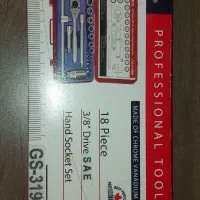 PROFESSIONAL TOOL
MADE OF CHROME VANADIUM
18 Piece
3/8" Drive SAE
Hand Socket Set
GS-319